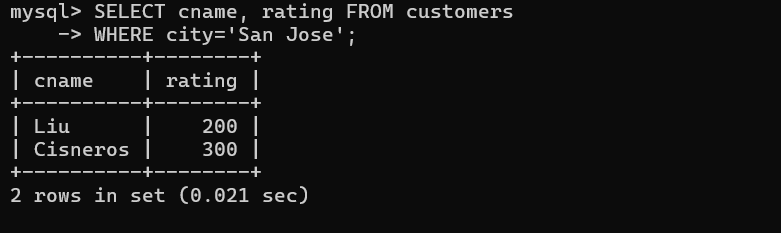 mysql> SELECT cname, rating FROM customers
    -> WHERE city='San Jose';
+----------+--------+
| cname    | rating |
+----------+--------+
| Liu      |    200 |
| Cisneros |    300 |
+----------+--------+
2 rows in set (0.021 sec)